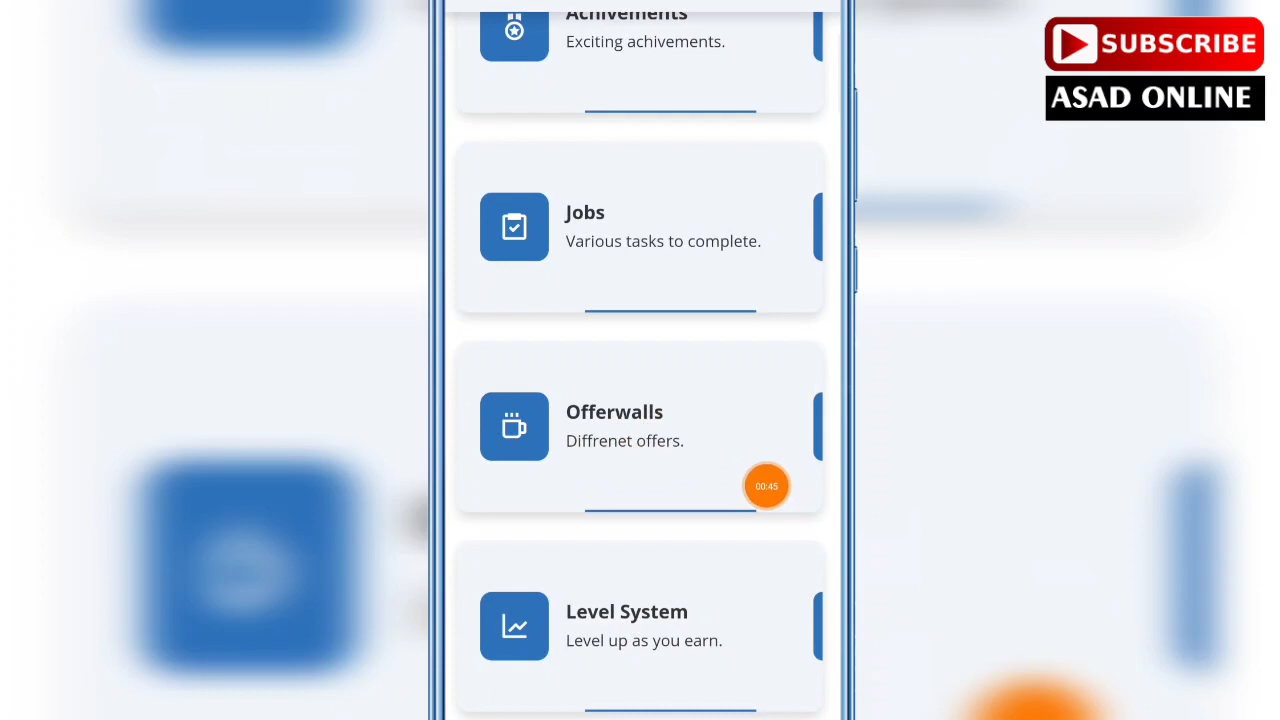 Achivements
Exciting achivements.
SUBSCRIBE
ASAD ONLINE
Jobs
Various tasks to complete.
Offerwalls
Diffrenet offers.
00:45
Level System
Level up as you earn.